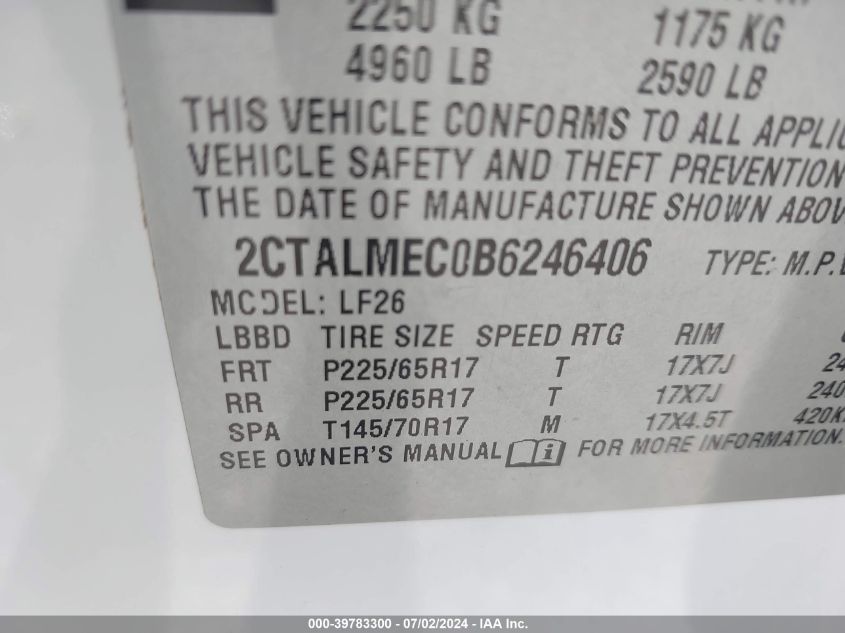 2250 KG 1175 KG
4960 LB 2590 LB
THIS VEHICLE CONFORMS TO ALL
VEHICLE SAFETY AND THEFT PREVENTION
THE DATE OF MANUFACTURE SHOWN
2CTALMEC0B6246406 TYPE:
MODEL: LF26
LBBD TIRE SIZE SPEED RTG RIM
FRT P225/65R17 T 17X7J
RR P225/65R17 T 17X7J
SPA T145/70R17 M 17X4.5T
SEE OWNER'S MANUAL i FOR MORE INFORMATION.
000-39783300 - 07/02/2024 - IAA Inc.